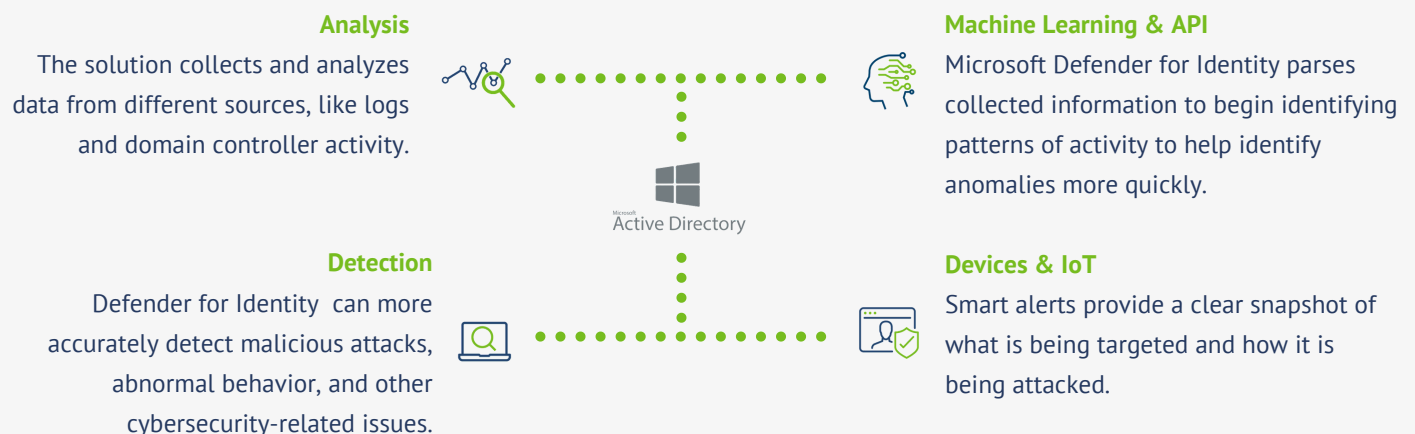 Analysis
The solution collects and analyzes
data from different sources, like logs
and domain controller activity.
Machine Learning & API
Microsoft Defender for Identity parses
collected information to begin identifying
patterns of activity to help identify
anomalies more quickly.
Microsoft
Active Directory
Detection
Defender for Identity can more
accurately detect malicious attacks,
abnormal behavior, and other
cybersecurity-related issues.
Devices & IoT
Smart alerts provide a clear snapshot of
what is being targeted and how it is
being attacked.